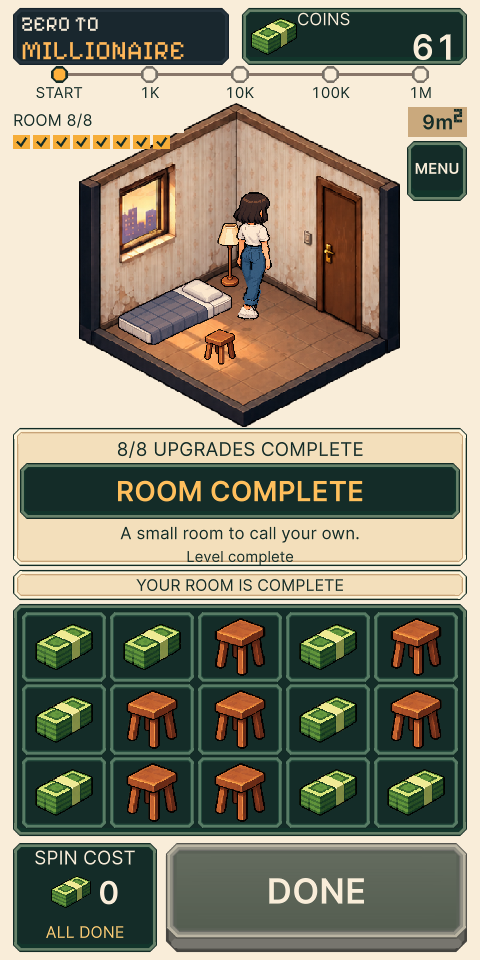 ZERO TO
MILLIONAIRE
COINS
61
START 1K 10K 100K 1M
ROOM 8/8
9m²
MENU
8/8 UPGRADES COMPLETE
ROOM COMPLETE
A small room to call your own.
Level complete
YOUR ROOM IS COMPLETE
SPIN COST
0
ALL DONE
DONE